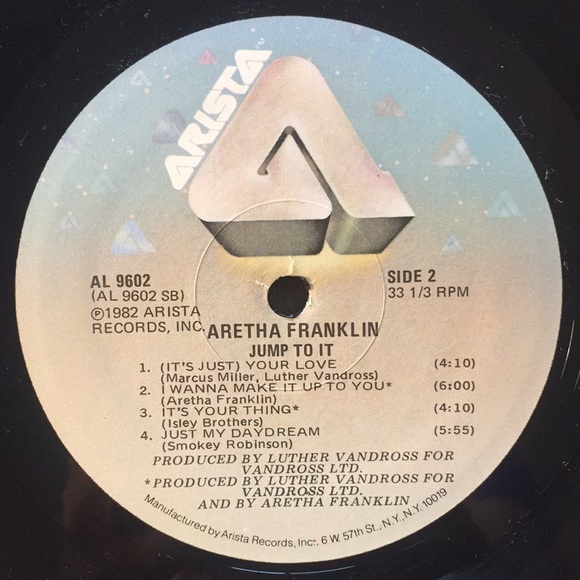 ARISTA™
AL 9602
(AL 9602 SB)
℗1982 ARISTA
RECORDS, INC.
SIDE 2
33 1/3 RPM
ARETHA FRANKLIN
JUMP TO IT
1. (IT'S JUST) YOUR LOVE (4:10)
(Marcus Miller, Luther Vandross)
2. I WANNA MAKE IT UP TO YOU* (6:00)
(Aretha Franklin)
3. IT'S YOUR THING* (4:10)
(Isley Brothers)
4. JUST MY DAYDREAM (5:55)
(Smokey Robinson)
PRODUCED BY LUTHER VANDROSS FOR
VANDROSS LTD.
*PRODUCED BY LUTHER VANDROSS FOR
VANDROSS LTD.
AND BY ARETHA FRANKLIN
Manufactured by Arista Records, Inc. 6 W. 57th St., N.Y., N.Y. 10019